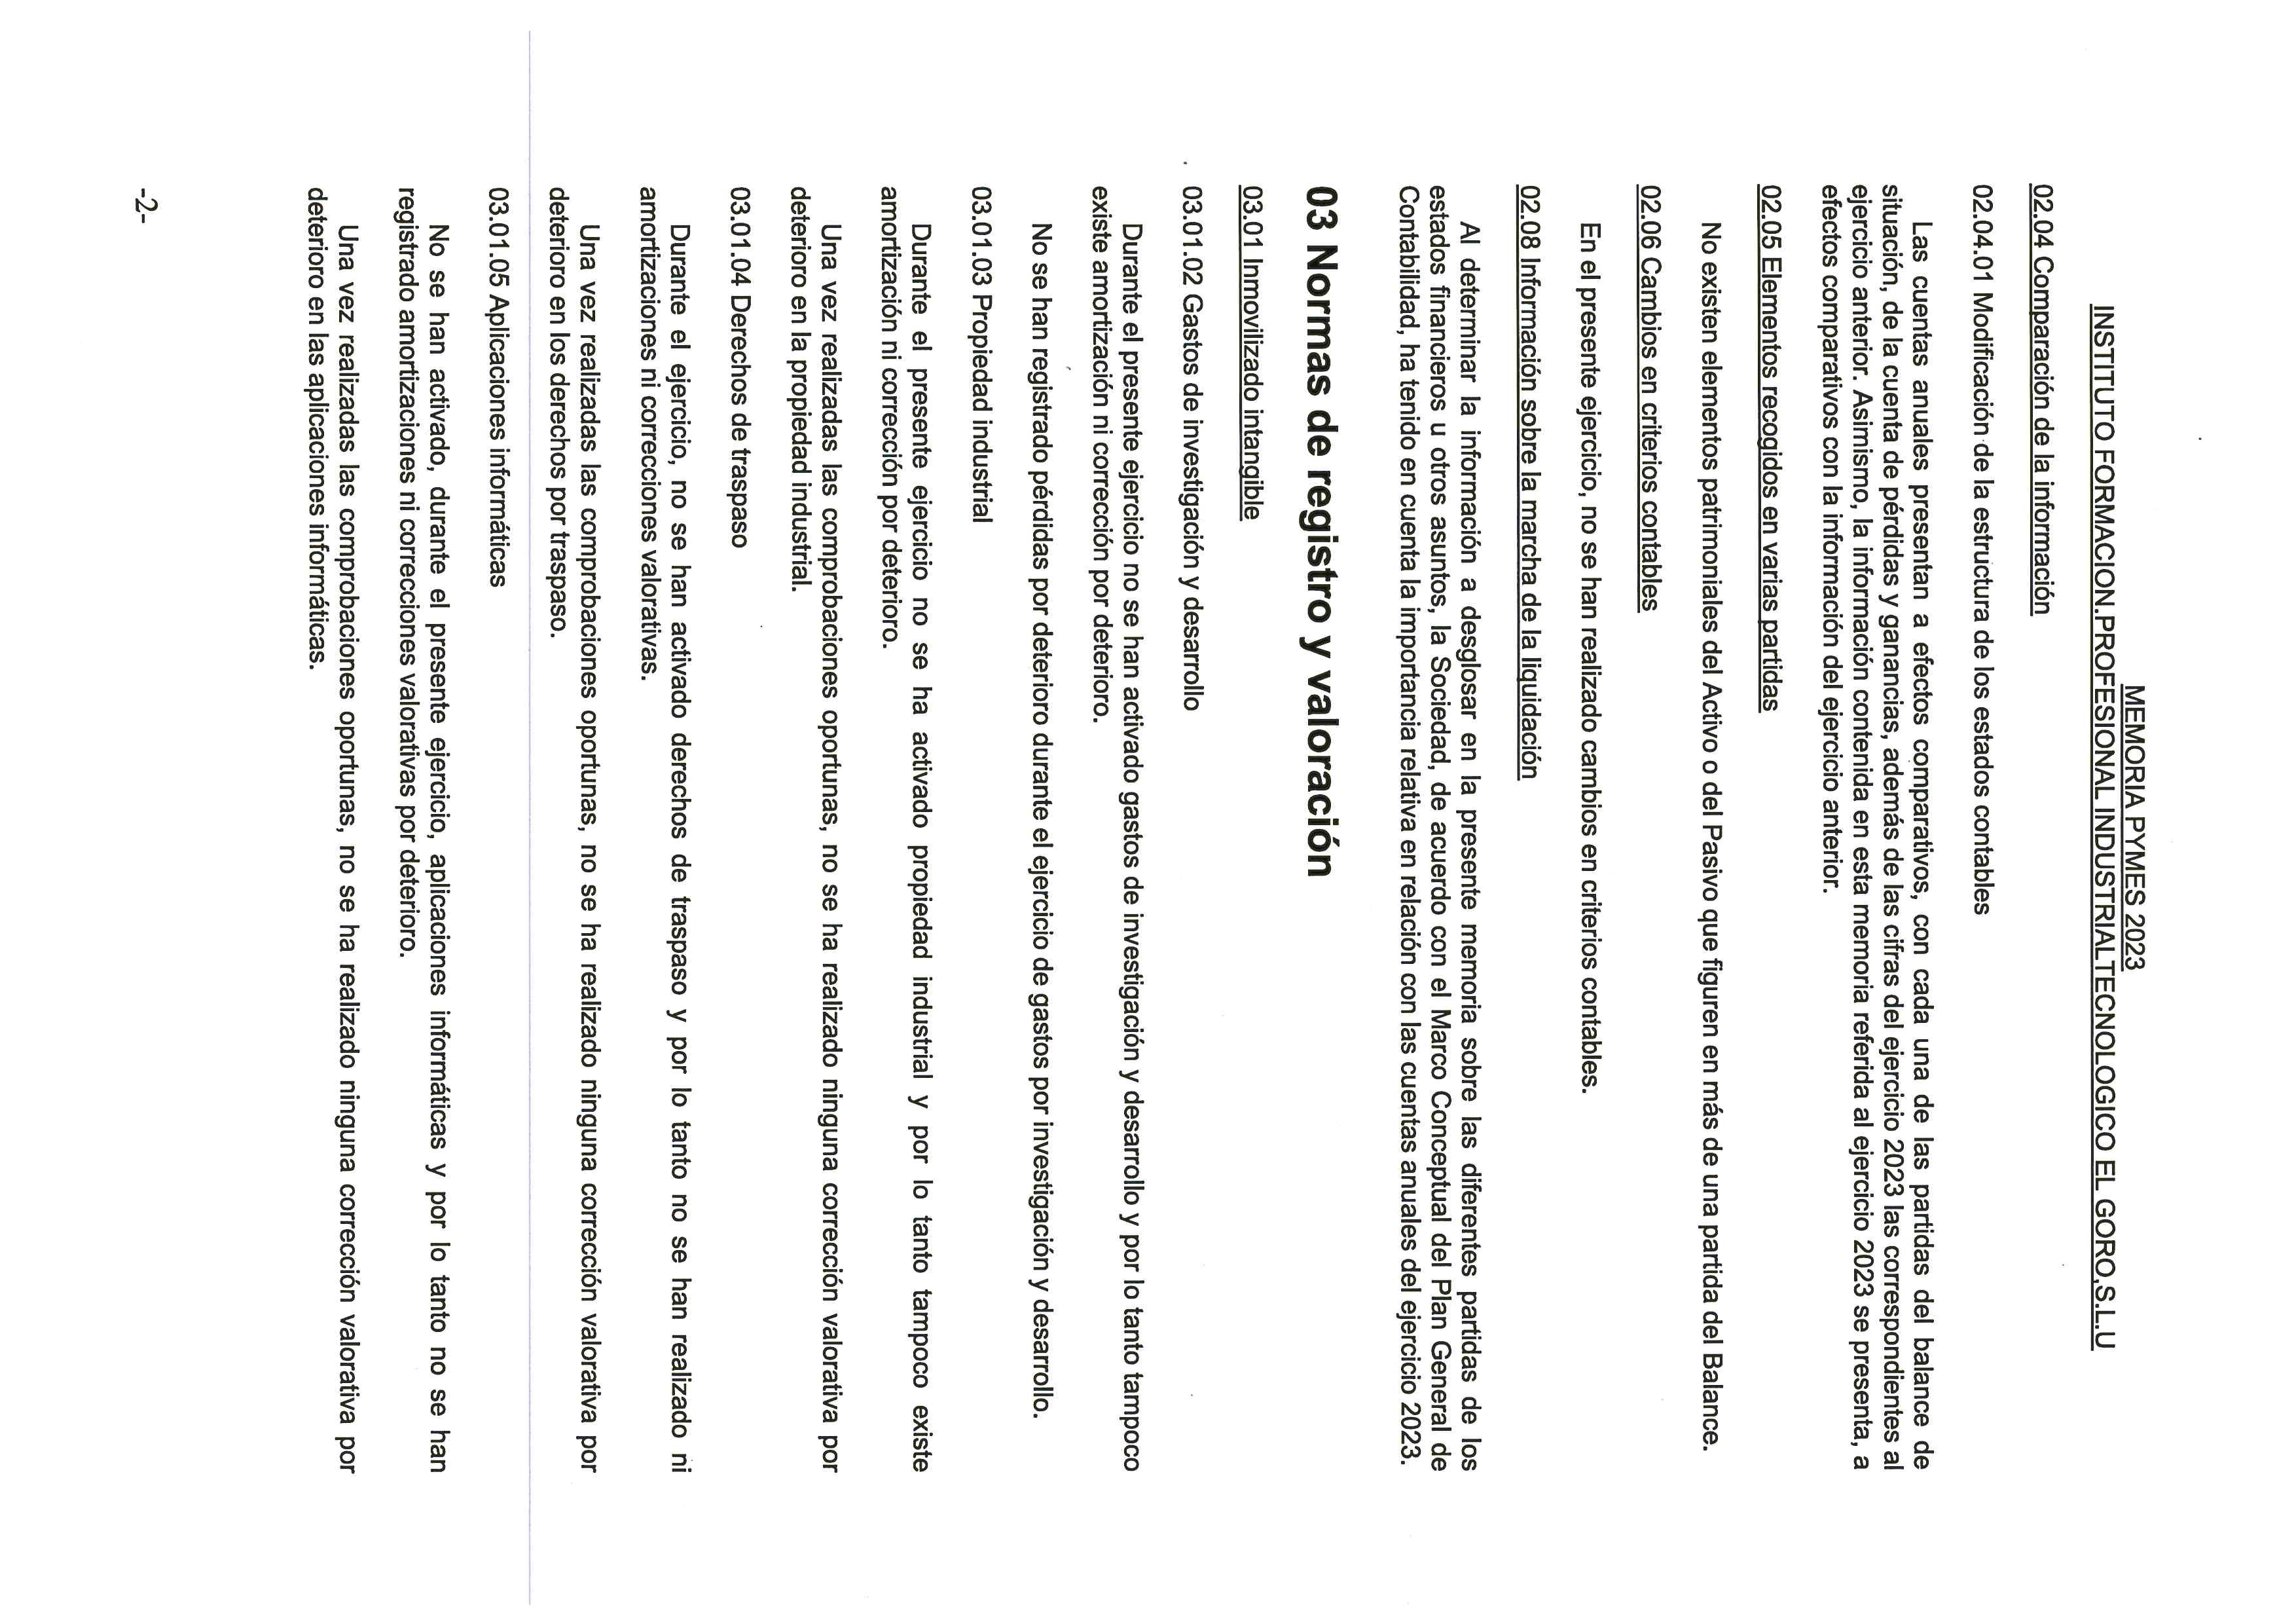 MEMORIA PYMES 2023
INSTITUTO FORMACION.PROFESIONAL INDUSTRIALTECNOLOGICO EL GORO,S.L.U
02.04 Comparación de la información
02.04.01 Modificación de la estructura de los estados contables
Las cuentas anuales presentan a efectos comparativos, con cada una de las partidas del balance de
situación, de la cuenta de pérdidas y ganancias, además de las cifras del ejercicio 2023 las correspondientes al
ejercicio anterior. Asimismo, la información contenida en esta memoria referida al ejercicio 2023 se presenta, a
efectos comparativos con la información del ejercicio anterior.
02.05 Elementos recogidos en varias partidas
No existen elementos patrimoniales del Activo o del Pasivo que figuren en más de una partida del Balance.
02.06 Cambios en criterios contables
En el presente ejercicio, no se han realizado cambios en criterios contables.
02.08 Información sobre la marcha de la liquidación
Al determinar la información a desglosar en la presente memoria sobre las diferentes partidas de los
estados financieros u otros asuntos, la Sociedad, de acuerdo con el Marco Conceptual del Plan General de
Contabilidad, ha tenido en cuenta la importancia relativa en relación con las cuentas anuales del ejercicio 2023.
03 Normas de registro y valoración
03.01 Inmovilizado intangible
03.01.02 Gastos de investigación y desarrollo
Durante el presente ejercicio no se han activado gastos de investigación y desarrollo y por lo tanto tampoco
existe amortización ni corrección por deterioro.
No se han registrado pérdidas por deterioro durante el ejercicio de gastos por investigación y desarrollo.
03.01.03 Propiedad industrial
Durante el presente ejercicio no se ha activado propiedad industrial y por lo tanto tampoco existe
amortización ni corrección por deterioro.
Una vez realizadas las comprobaciones oportunas, no se ha realizado ninguna corrección valorativa por
deterioro en la propiedad industrial.
03.01.04 Derechos de traspaso
Durante el ejercicio, no se han activado derechos de traspaso y por lo tanto no se han realizado ni
amortizaciones ni correcciones valorativas.
Una vez realizadas las comprobaciones oportunas, no se ha realizado ninguna corrección valorativa por
deterioro en los derechos por traspaso.
03.01.05 Aplicaciones informáticas
No se han activado, durante el presente ejercicio, aplicaciones informáticas y por lo tanto no se han
registrado amortizaciones ni correcciones valorativas por deterioro.
Una vez realizadas las comprobaciones oportunas, no se ha realizado ninguna corrección valorativa por
deterioro en las aplicaciones informáticas.
-2-